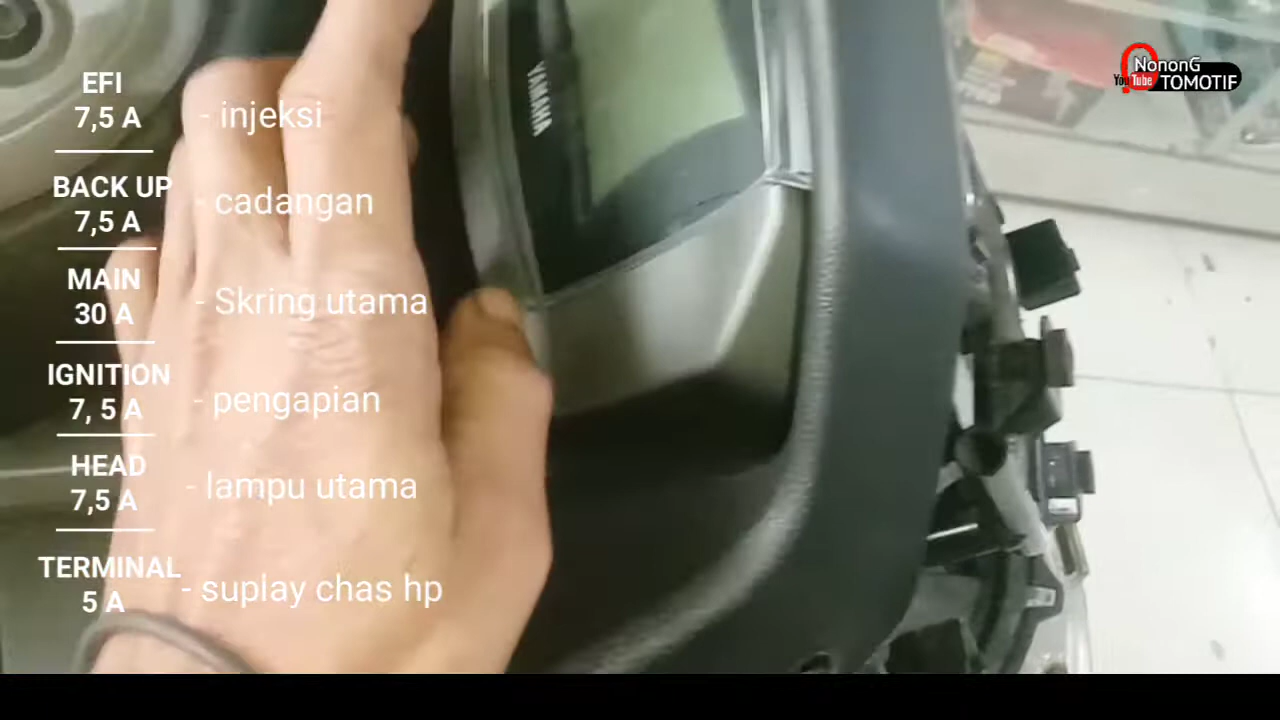 EFI
7,5 A
- injeksi
BACK UP
7,5 A
- cadangan
MAIN
30 A
- Skring utama
IGNITION
7, 5 A
- pengapian
HEAD
7,5 A
- lampu utama
TERMINAL
5 A
- suplay chas hp
YAMAHA
NononG
YouTube
TOMOTIF